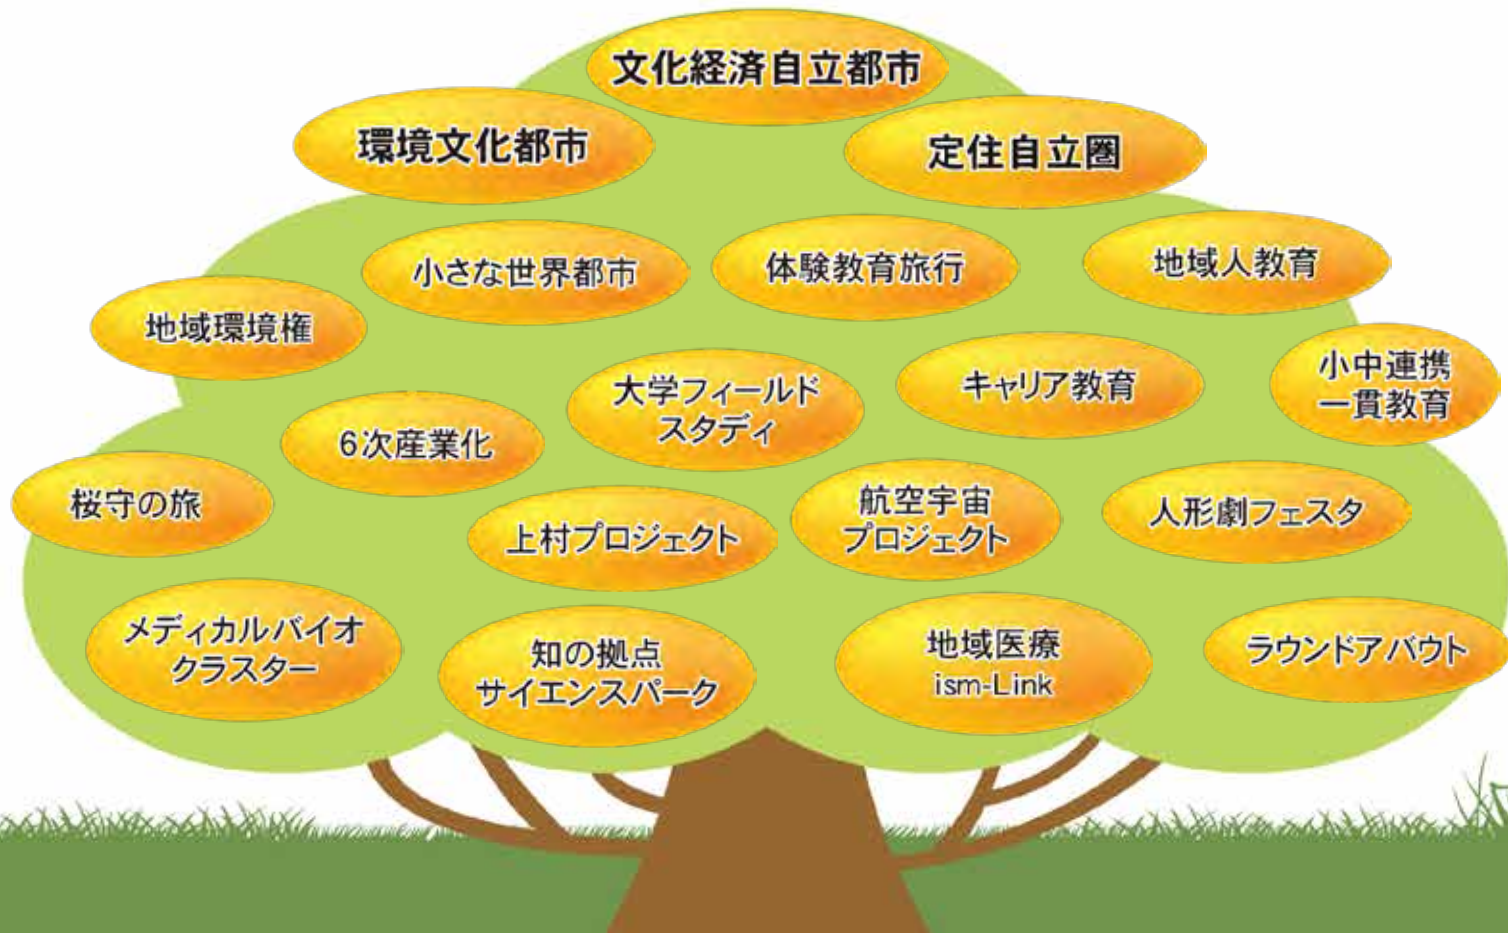 文化経済自立都市
環境文化都市
定住自立圏
小さな世界都市
体験教育旅行
地域人教育
地域環境権
大学フィールド
スタディ
キャリア教育
小中連携
一貫教育
6次産業化
桜守の旅
上村プロジェクト
航空宇宙
プロジェクト
人形劇フェスタ
メディカルバイオ
クラスター
知の拠点
サイエンスパーク
地域医療
ism-Link
ラウンドアバウト